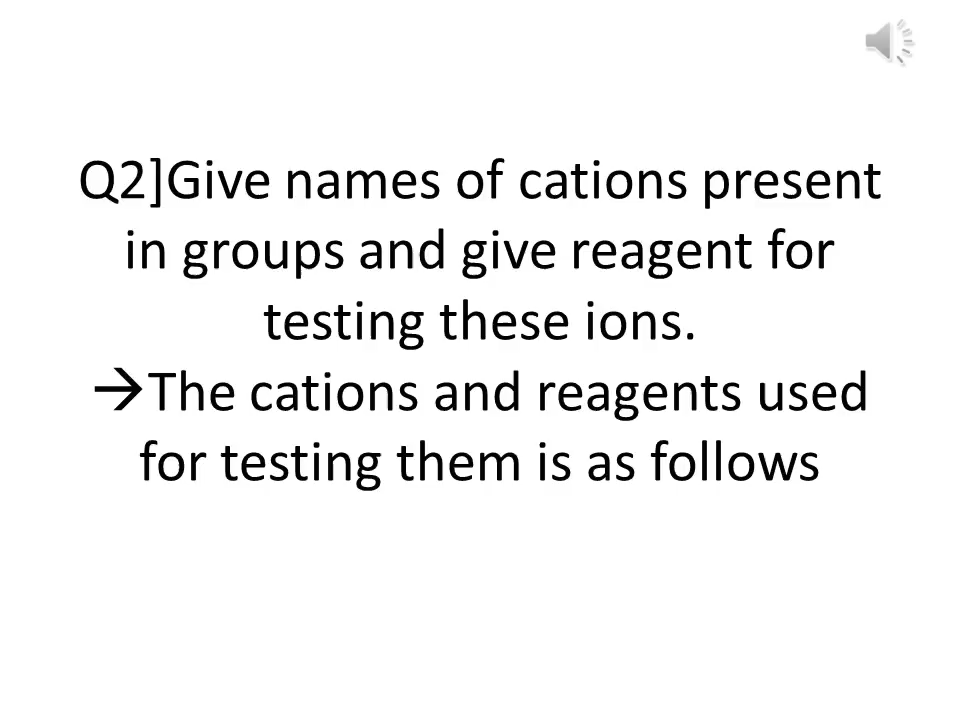 Q2]Give names of cations present
in groups and give reagent for
testing these ions.
→The cations and reagents used
for testing them is as follows